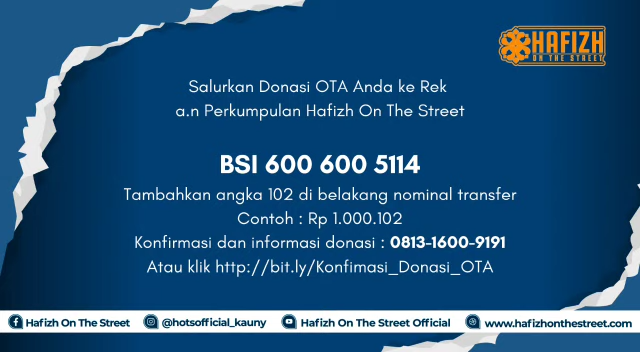 HAFIZH
ON THE STREET
Salurkan Donasi OTA Anda ke Rek
a.n Perkumpulan Hafizh On The Street
BSI 600 600 5114
Tambahkan angka 102 di belakang nominal transfer
Contoh : Rp 1.000.102
Konfirmasi dan informasi donasi : 0813-1600-9191
Atau klik http://bit.ly/Konfimasi_Donasi_OTA
Hafizh On The Street @hotsofficial_kauny Hafizh On The Street Official www.hafizhonthestreet.com